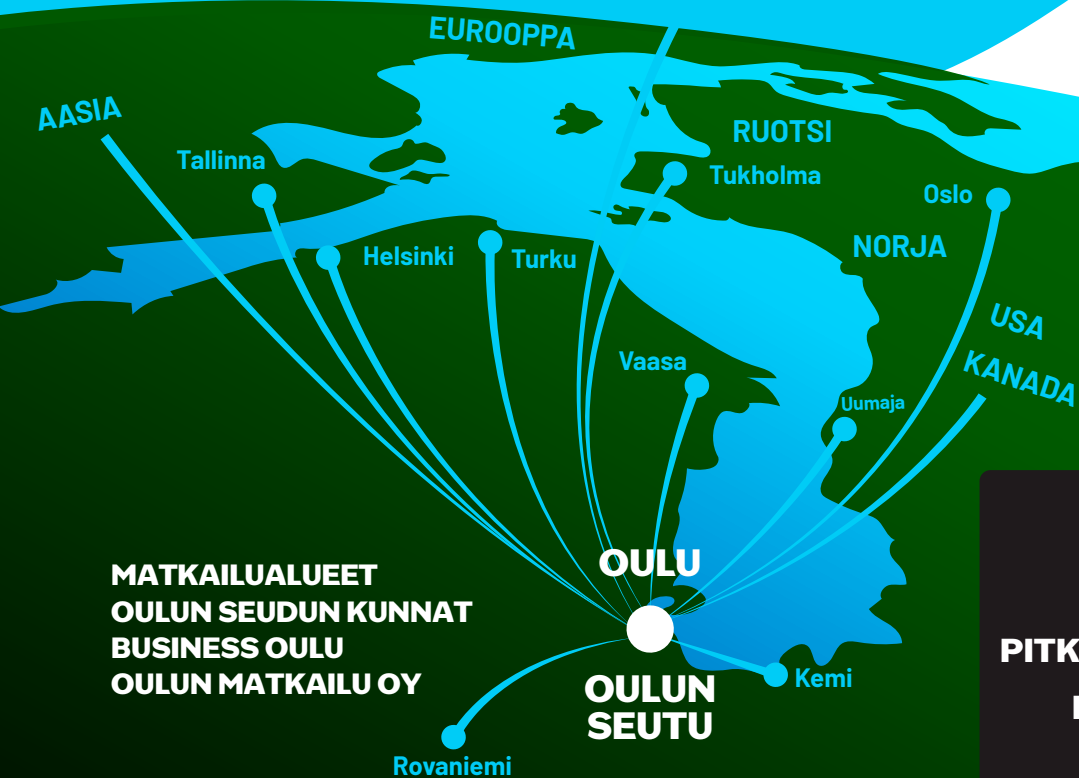 EUROOPPA
AASIA
RUOTSI
Tallinna
Tukholma
Oslo
Helsinki
Turku
NORJA
USA
Vaasa
KANADA
Uumaja
OULU
MATKAILUALUEET
OULUN SEUDUN KUNNAT
BUSINESS OULU
OULUN MATKAILU OY
OULUN
SEUTU
Kemi
Rovaniemi
PITK